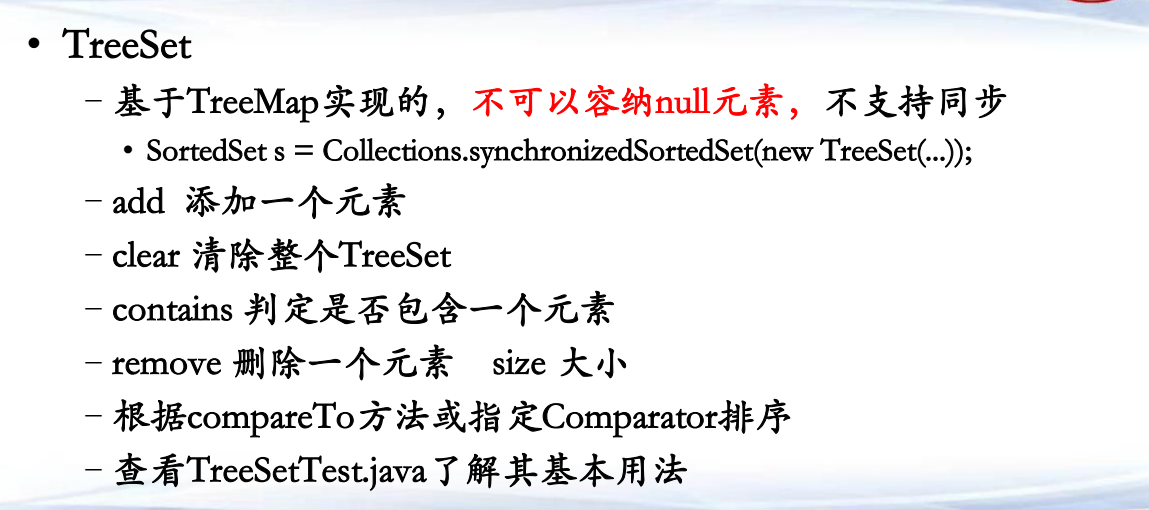 • TreeSet
– 基于TreeMap实现的，不可以容纳null元素，不支持同步
• SortedSet s = Collections.synchronizedSortedSet(new TreeSet(...));
– add 添加一个元素
– clear 清除整个TreeSet
– contains 判定是否包含一个元素
– remove 删除一个元素 size 大小
– 根据compareTo方法或指定Comparator排序
– 查看TreeSetTest.java了解其基本用法